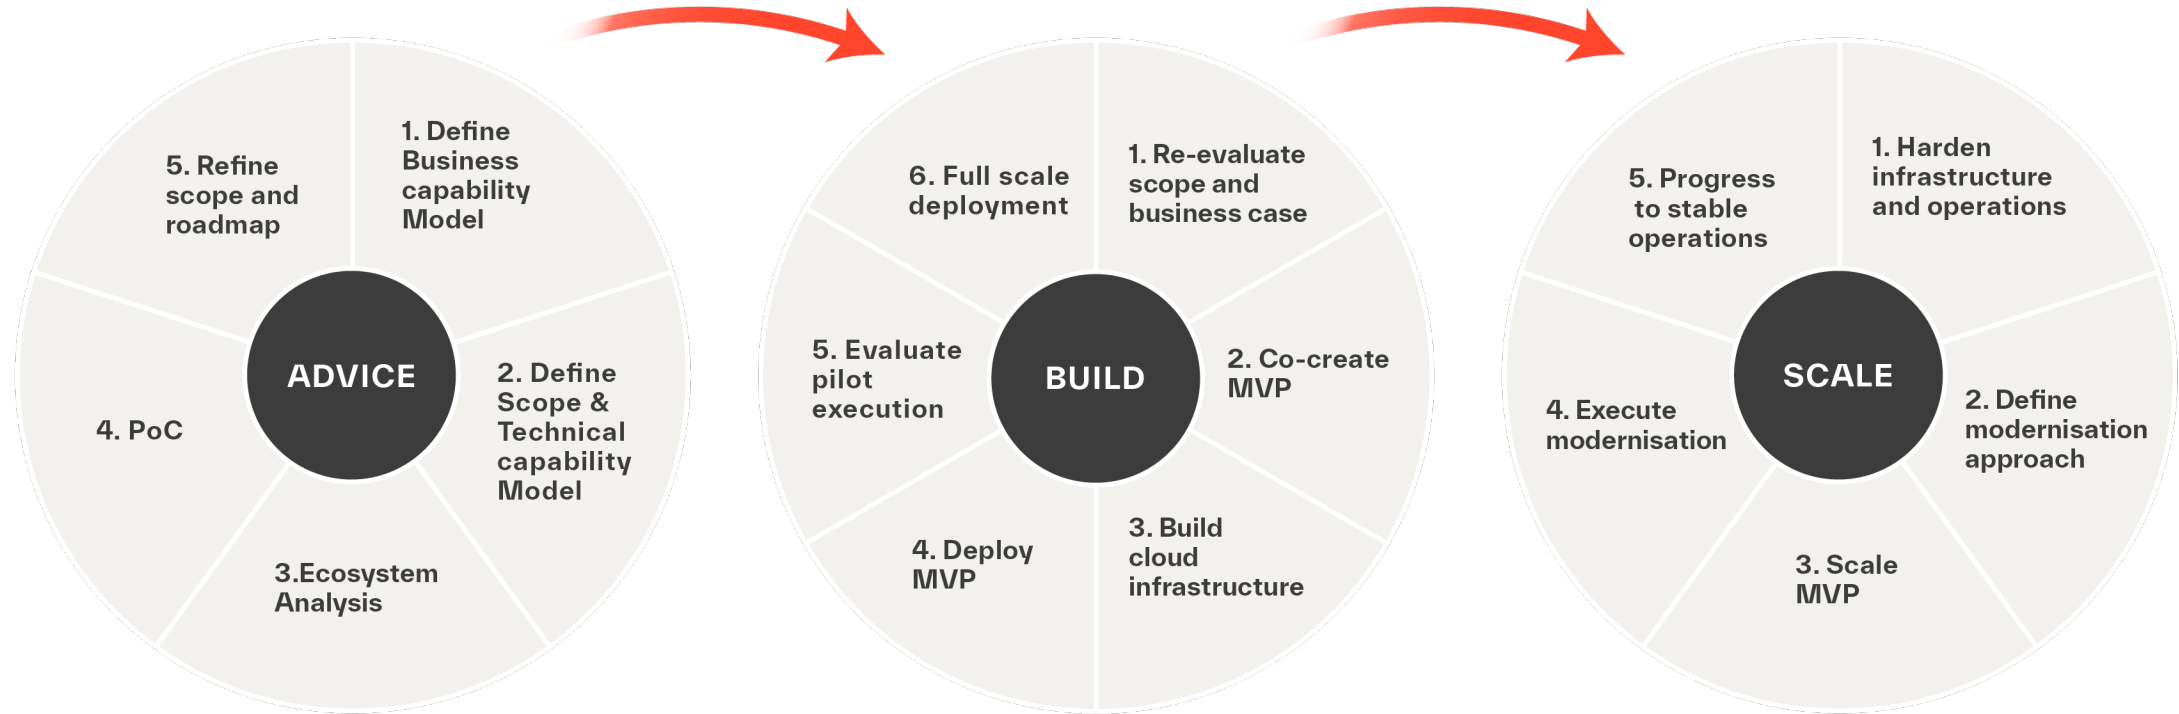 ADVICE
1. Define
Business
capability
Model
2. Define
Scope &
Technical
capability
Model
3.Ecosystem
Analysis
4. PoC
5. Refine
scope and
roadmap
BUILD
1. Re-evaluate
scope and
business case
2. Co-create
MVP
3. Build
cloud
infrastructure
4. Deploy
MVP
5. Evaluate
pilot
execution
6. Full scale
deployment
SCALE
1. Harden
infrastructure
and operations
2. Define
modernisation
approach
3. Scale
MVP
4. Execute
modernisation
5. Progress
to stable
operations